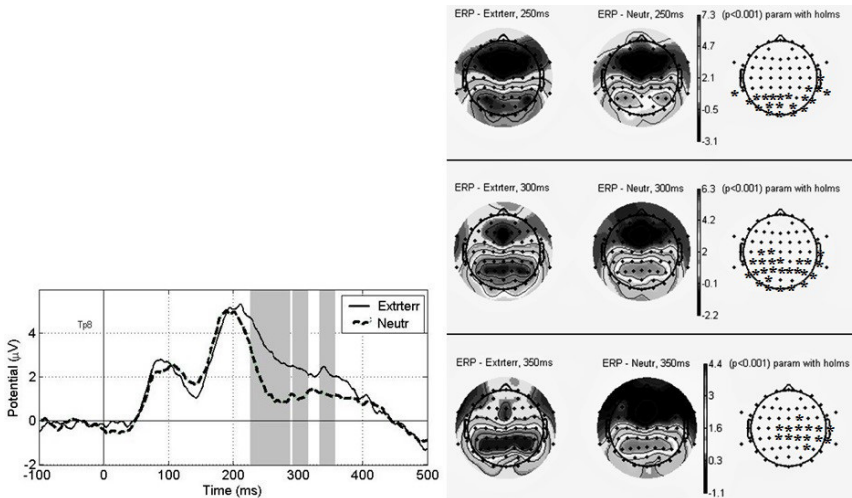 Tp8
Extrterr
Neutr
Potential (μV)
4
2
0
-2
-100
0
100
200
300
400
500
Time (ms)
ERP - Extrterr, 250ms
ERP - Neutr, 250ms
7.3
4.7
2.1
-0.5
-3.1
(p<0.001) param with holms
ERP - Extrterr, 300ms
ERP - Neutr, 300ms
6.3
4.2
2
-0.1
-2.2
(p<0.001) param with holms
ERP - Extrterr, 350ms
ERP - Neutr, 350ms
4.4
3
1.6
0.3
-1.1
(p<0.001) param with holms